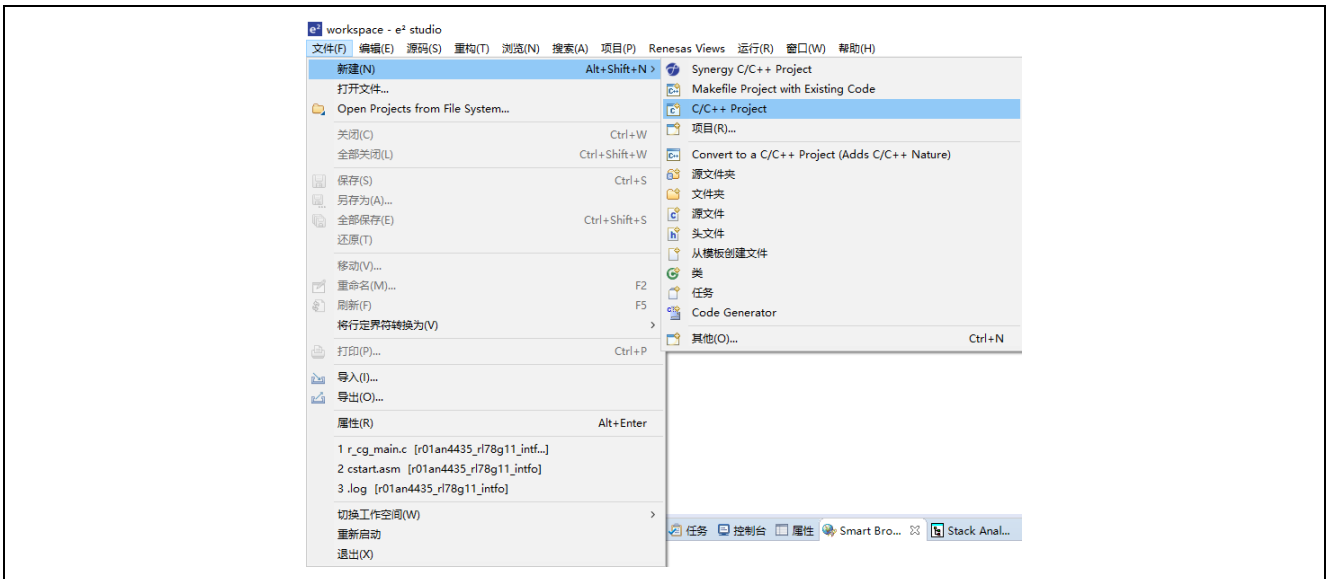 workspace - e² studio
文件(F) 编辑(E) 源码(S) 重构(T) 浏览(N) 搜索(A) 项目(P) Renesas Views 运行(R) 窗口(W) 帮助(H)
新建(N) Alt+Shift+N >
打开文件...
Open Projects from File System...
关闭(C) Ctrl+W
全部关闭(L) Ctrl+Shift+W
保存(S) Ctrl+S
另存为(A)...
全部保存(E) Ctrl+Shift+S
还原(T)
移动(V)...
重命名(M)... F2
刷新(F) F5
将行定界符转换为(V) >
打印(P)... Ctrl+P
导入(I)...
导出(O)...
属性(R) Alt+Enter
1 r_cg_main.c [r01an4435_rl78g11_intf...]
2 cstart.asm [r01an4435_rl78g11_intfo]
3 .log [r01an4435_rl78g11_intfo]
切换工作空间(W) >
重新启动
退出(X)
Synergy C/C++ Project
Makefile Project with Existing Code
C/C++ Project
项目(R)...
Convert to a C/C++ Project (Adds C/C++ Nature)
源文件夹
文件夹
源文件
头文件
从模板创建文件
类
任务
Code Generator
其他(O)... Ctrl+N
任务 控制台 属性 Smart Bro... Stack Anal...